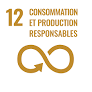 12 CONSOMMATION
ET PRODUCTION
RESPONSABLES